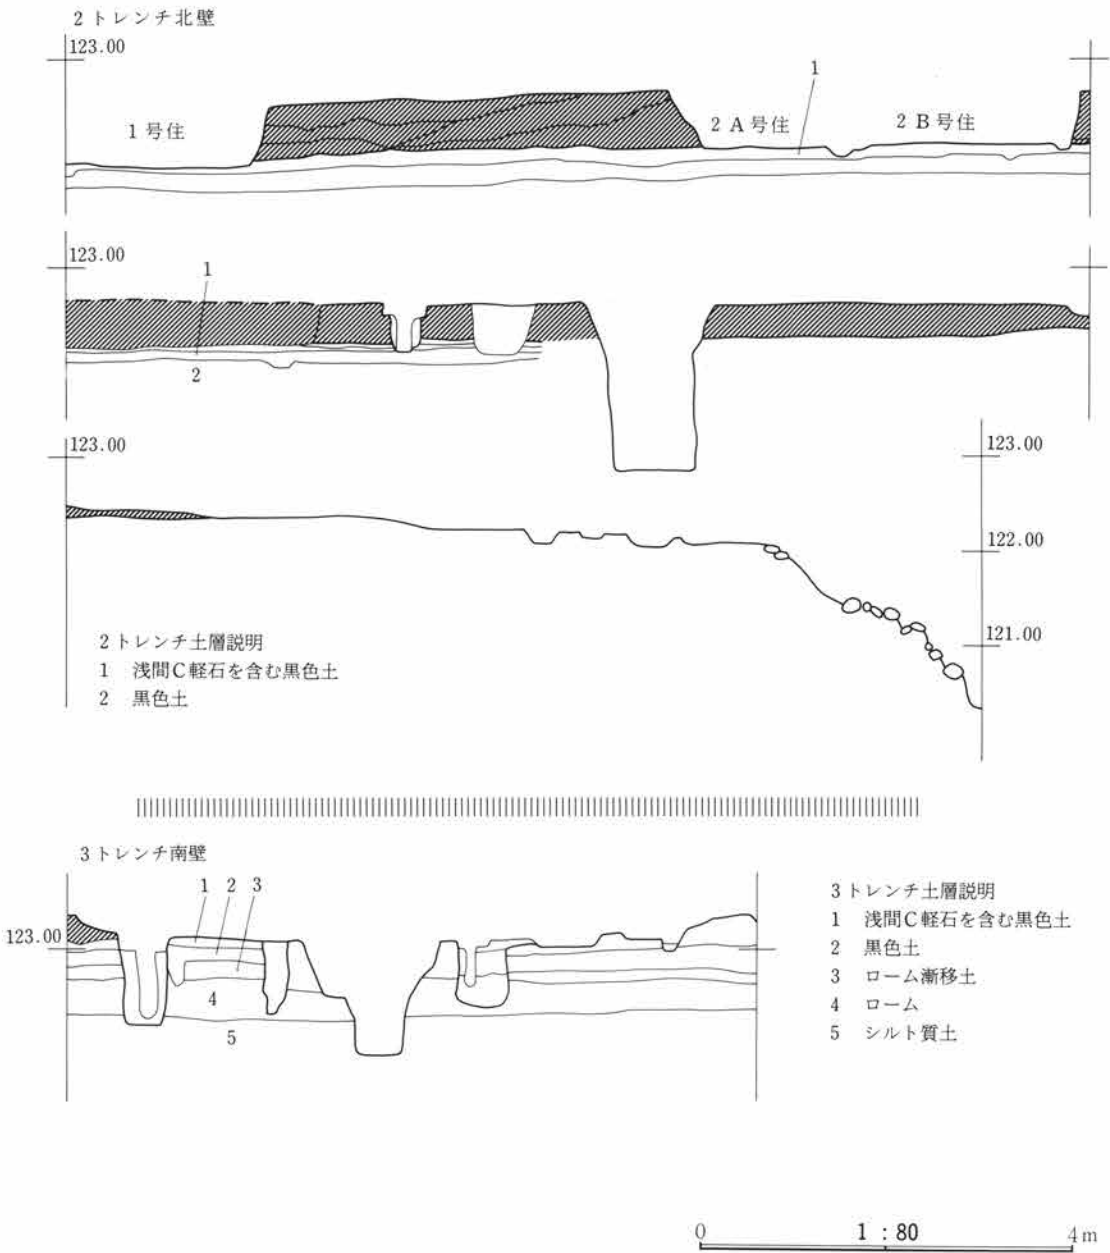 2トレンチ北壁
123.00
1
1号住
2A号住
2B号住
123.00
1
2
123.00
123.00
122.00
121.00
2トレンチ土層説明
1 浅間C軽石を含む黒色土
2 黒色土
3トレンチ南壁
1 2 3
123.00
4
5
3トレンチ土層説明
1 浅間C軽石を含む黒色土
2 黒色土
3 ローム漸移土
4 ローム
5 シルト質土
0 1:80 4m